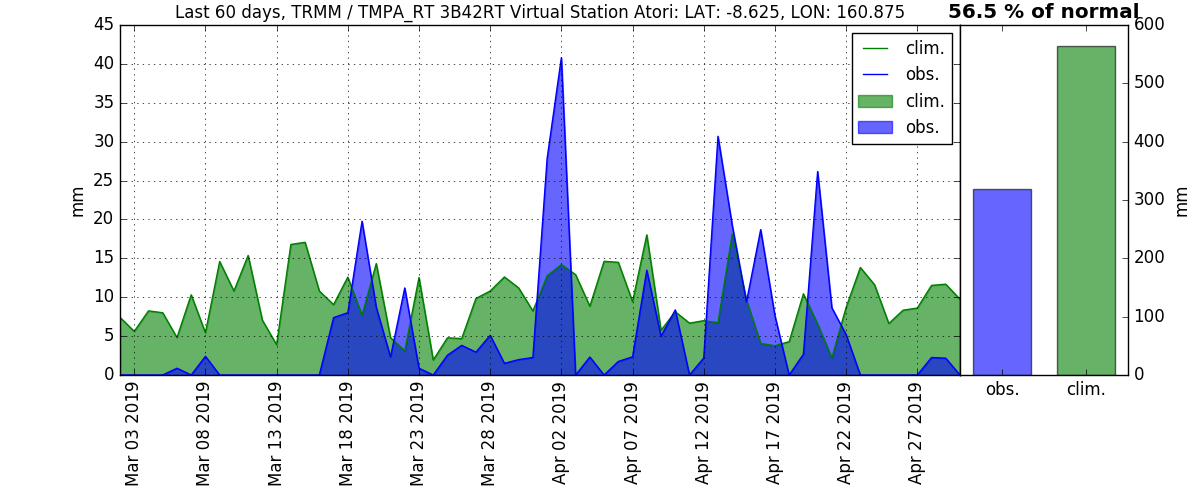 Last 60 days, TRMM / TMPA_RT 3B42RT Virtual Station Atori: LAT: -8.625, LON: 160.875
56.5 % of normal
45
40
35
30
25
20
15
10
5
0
mm
clim.
obs.
clim.
obs.
Mar 03 2019
Mar 08 2019
Mar 13 2019
Mar 18 2019
Mar 23 2019
Mar 28 2019
Apr 02 2019
Apr 07 2019
Apr 12 2019
Apr 17 2019
Apr 22 2019
Apr 27 2019
600
500
400
300
200
100
0
mm
obs.
clim.